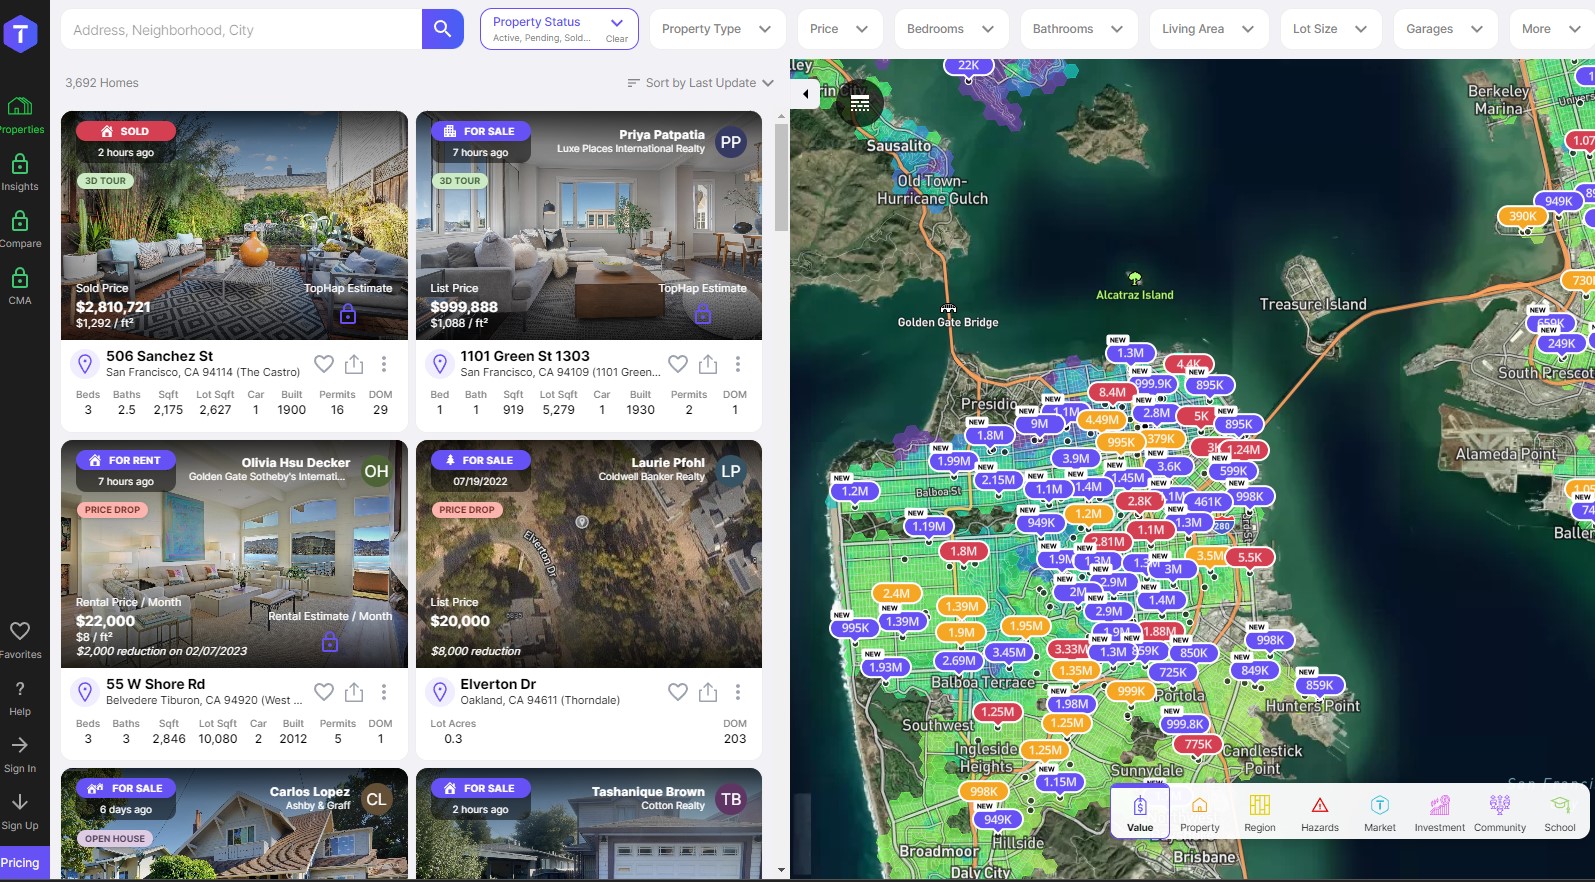 Address, Neighborhood, City
Property Status
Active, Pending, Sold...
Clear
Property Type
Price
Bedrooms
Bathrooms
Living Area
Lot Size
Garages
More
Properties
Insights
Compare
CMA
Favorites
Help
Sign In
Sign Up
Pricing
3,692 Homes
Sort by Last Update
SOLD
2 hours ago
3D TOUR
Sold Price
TopHap Estimate
$2,810,721
$1,292 / ft²
506 Sanchez St
San Francisco, CA 94114 (The Castro)
Beds Baths Sqft Lot Sqft Car Built Permits DOM
3 2.5 2,175 2,627 1 1900 16 29
FOR SALE
7 hours ago
Priya Patpatia
Luxe Places International Realty
PP
3D TOUR
List Price
TopHap Estimate
$999,888
$1,088 / ft²
1101 Green St 1303
San Francisco, CA 94109 (1101 Green...
Bed Bath Sqft Lot Sqft Car Built Permits DOM
1 1 919 5,279 1 1930 2 1
FOR RENT
7 hours ago
Olivia Hsu Decker
Golden Gate Sotheby's Internati...
OH
PRICE DROP
Rental Price / Month
Rental Estimate / Month
$22,000
$8 / ft²
$2,000 reduction on 02/07/2023
55 W Shore Rd
Belvedere Tiburon, CA 94920 (West ...
Beds Baths Sqft Lot Sqft Car Built Permits DOM
3 3 2,846 10,080 2 2012 5 1
FOR SALE
07/19/2022
Laurie Pfohl
Coldwell Banker Realty
LP
PRICE DROP
Elverton Dr
List Price
$20,000
$8,000 reduction
Elverton Dr
Oakland, CA 94611 (Thorndale)
Lot Acres DOM
0.3 203
FOR SALE
6 days ago
Carlos Lopez
Ashby & Graff
CL
OPEN HOUSE
FOR SALE
2 hours ago
Tashanique Brown
Cotton Realty
TB
22K
Berkeley
Marina
Sausalito
Old Town-
Hurricane Gulch
949K
390K
Alcatraz Island
Treasure Island
Golden Gate Bridge
NEW
659K
NEW
249K
South Prescot
NEW
1.3M
4.4K
NEW
999.9K
NEW
895K
8.4M
Presidio
1.1M
2.8M
5K
NEW
895K
9M
4.49M
1.8M
995K
379K
1.24M
Alameda Point
1.99M
3.9M
3.6K
599K
1.2M
Balboa St
2.15M
1.1M
1.4M
1.45M
461K
998K
2.8K
1.19M
949K
1.2M
1.1M
1.3M
280
1.8M
2.81M
3.5M
5.5K
3M
2.9M
2.4M
1.39M
2M
1.4M
2.9M
995K
1.39M
1.9M
1.95M
1.88M
998K
1.93M
2.69M
3.45M
3.33M
1.3M
859K
850K
Balboa Terrace
1.35M
725K
849K
999K
Portola
859K
Hunters Point
Southwest
1.25M
1.98M
1.25M
999.8K
Ingleside
Heights
1.25M
775K
Candlestick
Point
Sunnydale
1.15M
998K
949K
Broadmoor
Hillside
Daly City
Brisbane
Value
Property
Region
Hazards
Market
Investment
Community
School